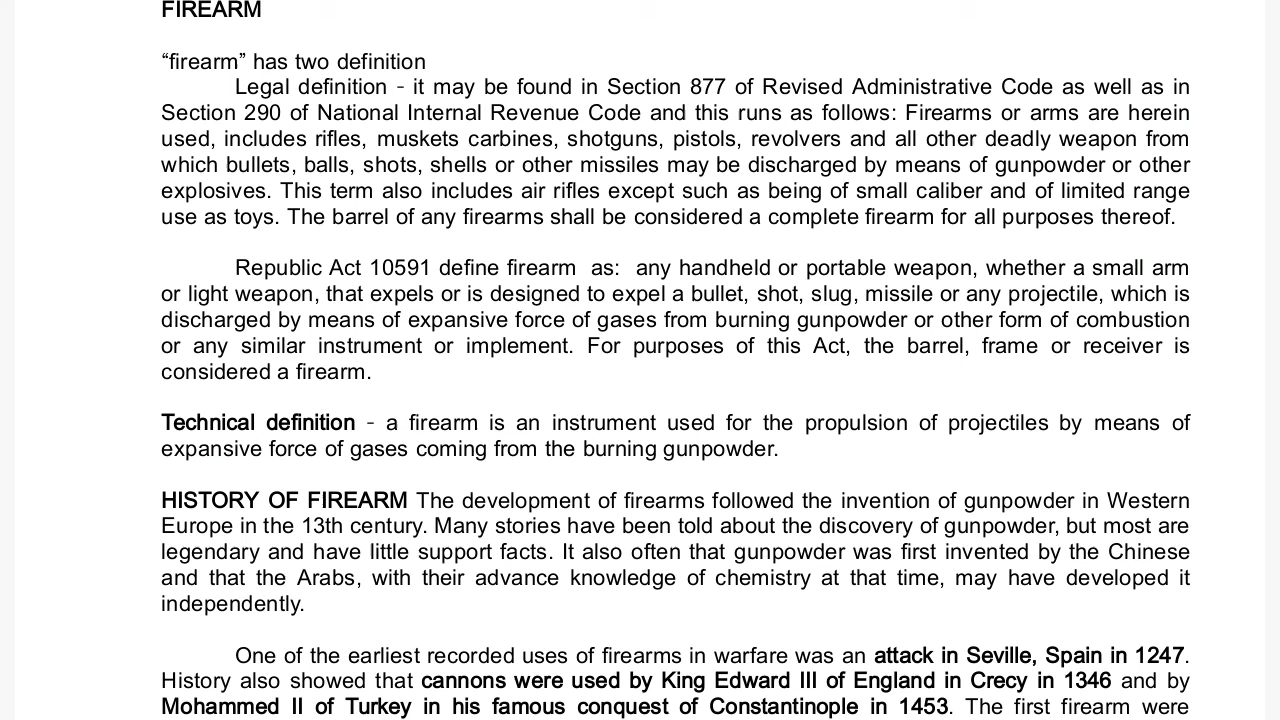 FIREARM
“firearm” has two definition
Legal definition - it may be found in Section 877 of Revised Administrative Code as well as in
Section 290 of National Internal Revenue Code and this runs as follows: Firearms or arms are herein
used, includes rifles, muskets carbines, shotguns, pistols, revolvers and all other deadly weapon from
which bullets, balls, shots, shells or other missiles may be discharged by means of gunpowder or other
explosives. This term also includes air rifles except such as being of small caliber and of limited range
use as toys. The barrel of any firearms shall be considered a complete firearm for all purposes thereof.
Republic Act 10591 define firearm as: any handheld or portable weapon, whether a small arm
or light weapon, that expels or is designed to expel a bullet, shot, slug, missile or any projectile, which is
discharged by means of expansive force of gases from burning gunpowder or other form of combustion
or any similar instrument or implement. For purposes of this Act, the barrel, frame or receiver is
considered a firearm.
Technical definition - a firearm is an instrument used for the propulsion of projectiles by means of
expansive force of gases coming from the burning gunpowder.
HISTORY OF FIREARM The development of firearms followed the invention of gunpowder in Western
Europe in the 13th century. Many stories have been told about the discovery of gunpowder, but most are
legendary and have little support facts. It also often that gunpowder was first invented by the Chinese
and that the Arabs, with their advance knowledge of chemistry at that time, may have developed it
independently.
One of the earliest recorded uses of firearms in warfare was an attack in Seville, Spain in 1247.
History also showed that cannons were used by King Edward III of England in Crecy in 1346 and by
Mohammed II of Turkey in his famous conquest of Constantinople in 1453. The first firearm were